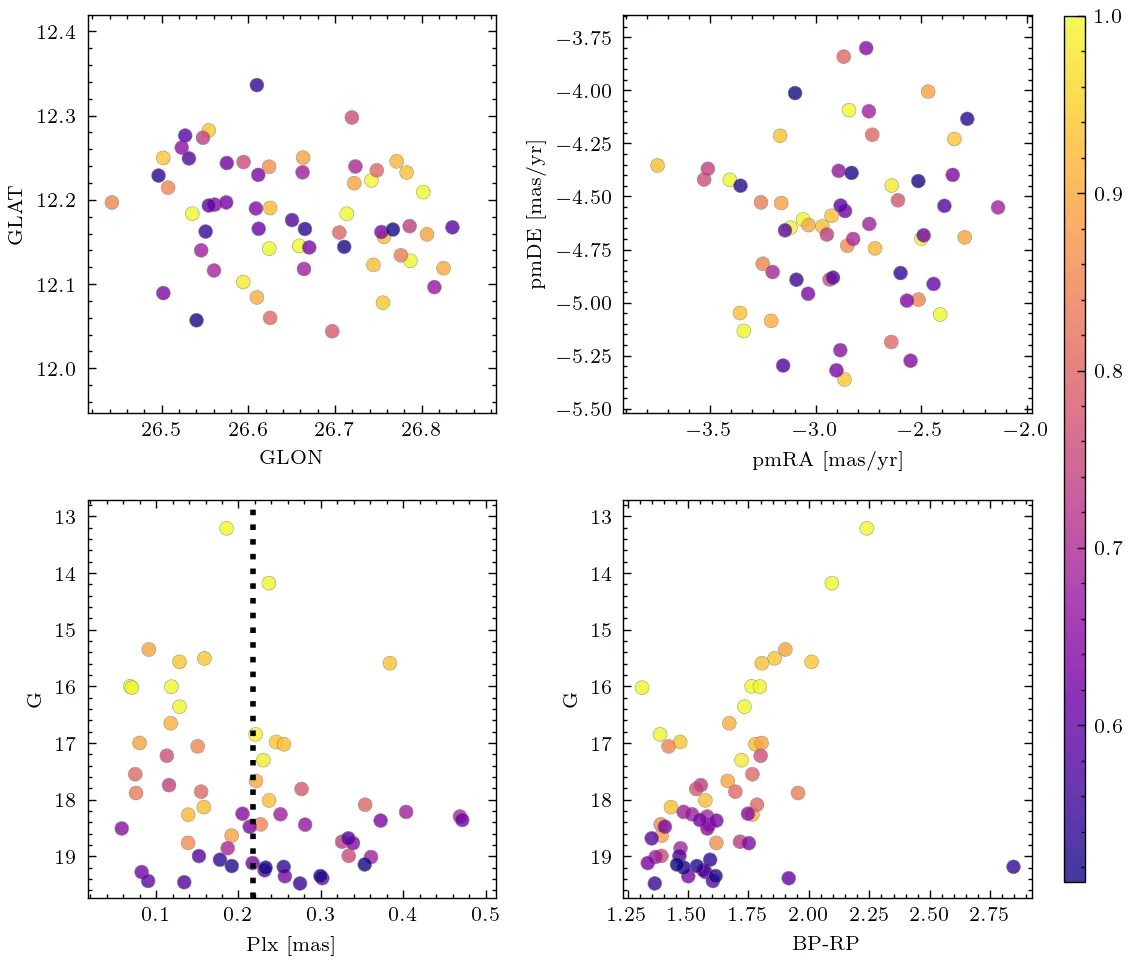 12.4
12.3
12.2
12.1
12.0
GLAT
26.5 26.6 26.7 26.8
GLON
−3.75
−4.00
−4.25
−4.50
−4.75
−5.00
−5.25
−5.50
pmDE [mas/yr]
−3.5 −3.0 −2.5 −2.0
pmRA [mas/yr]
1.0
0.9
0.8
0.7
0.6
13
14
15
16
17
18
19
G
0.1 0.2 0.3 0.4 0.5
Plx [mas]
13
14
15
16
17
18
19
G
1.25 1.50 1.75 2.00 2.25 2.50 2.75
BP-RP